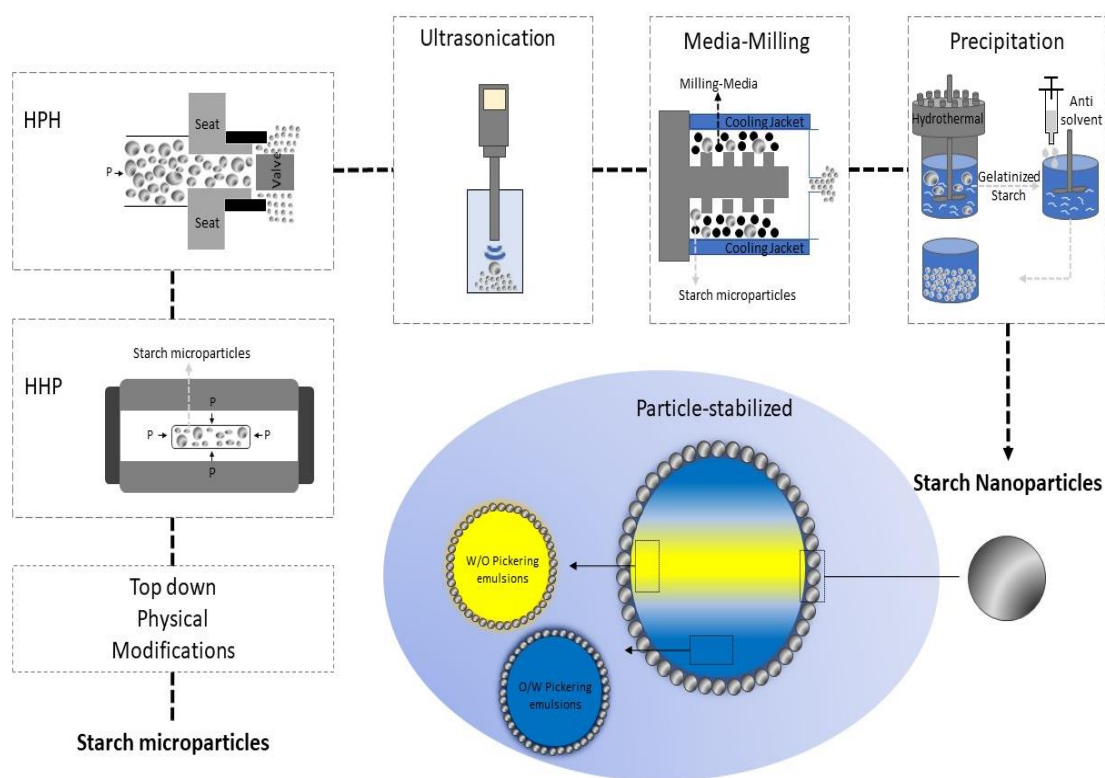 Ultrasonication
Media-Milling
Precipitation
HPH
Seat
P
Valve
Seat
Milling-Media
Cooling Jacket
Cooling Jacket
Starch microparticles
Hydrothermal
Anti
solvent
Gelatinized
Starch
HHP
Starch microparticles
P
P
P
P
Particle-stabilized
W/O Pickering
emulsions
O/W Pickering
emulsions
Starch Nanoparticles
Top down
Physical
Modifications
Starch microparticles